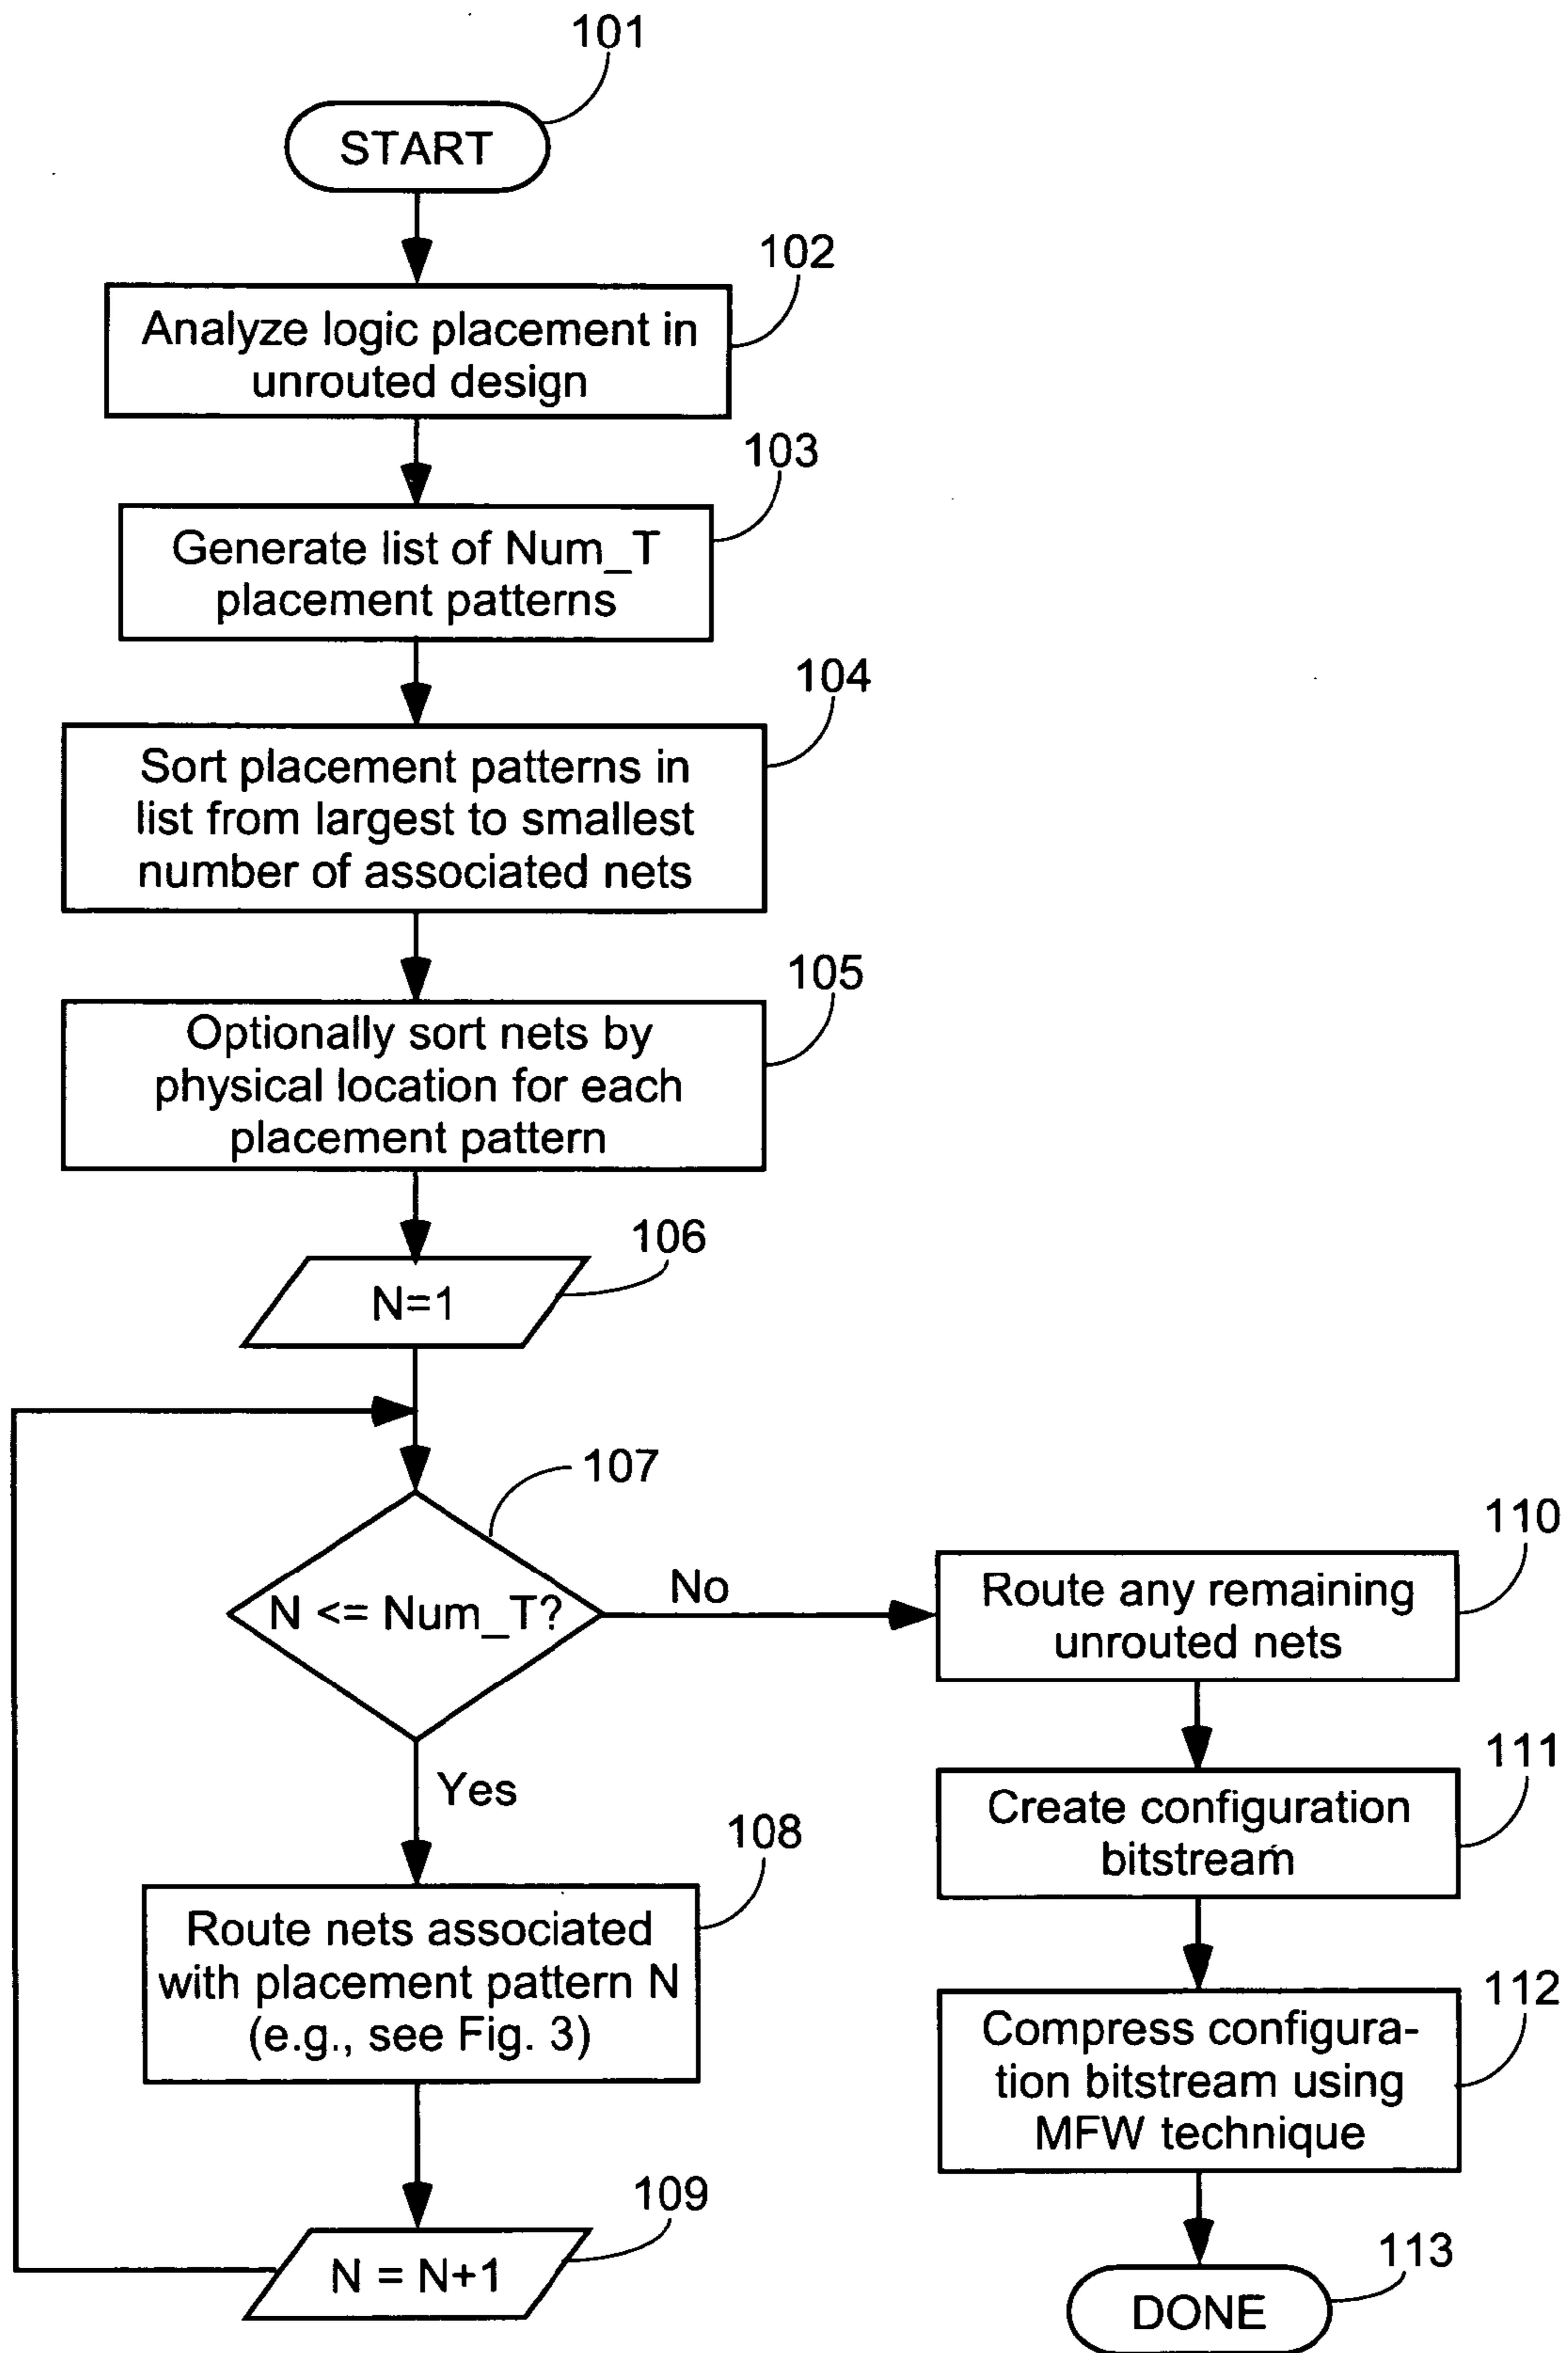 101
START
102
Analyze logic placement in
unrouted design
103
Generate list of Num_T
placement patterns
104
Sort placement patterns in
list from largest to smallest
number of associated nets
105
Optionally sort nets by
physical location for each
placement pattern
106
N=1
107
N <= Num_T?
No
Yes
108
Route nets associated
with placement pattern N
(e.g., see Fig. 3)
109
N = N+1
110
Route any remaining
unrouted nets
111
Create configuration
bitstream
112
Compress configura-
tion bitstream using
MFW technique
113
DONE